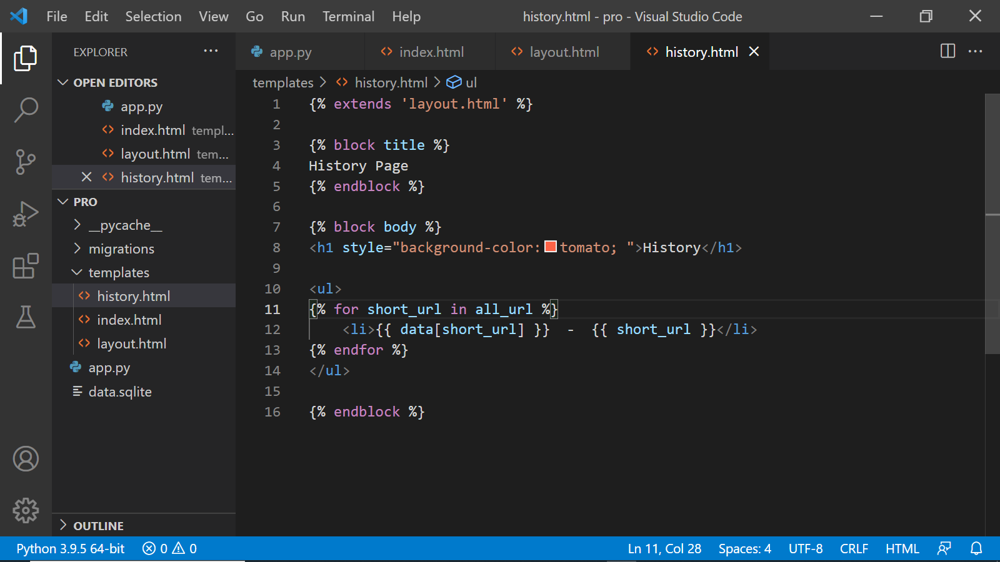 File Edit Selection View Go Run Terminal Help
history.html - pro - Visual Studio Code
EXPLORER
OPEN EDITORS
app.py
index.html templ...
layout.html tem...
history.html tem...
PRO
__pycache__
migrations
templates
history.html
index.html
layout.html
app.py
data.sqlite
OUTLINE
app.py index.html layout.html history.html
templates > history.html > ul
1 {% extends 'layout.html' %}
2
3 {% block title %}
4 History Page
5 {% endblock %}
6
7 {% block body %}
8 <h1 style="background-color: tomato; ">History</h1>
9
10 <ul>
11 {% for short_url in all_url %}
12     <li>{{ data[short_url] }}  -  {{ short_url }}</li>
13 {% endfor %}
14 </ul>
15
16 {% endblock %}
Python 3.9.5 64-bit 0 0 Ln 11, Col 28 Spaces: 4 UTF-8 CRLF HTML